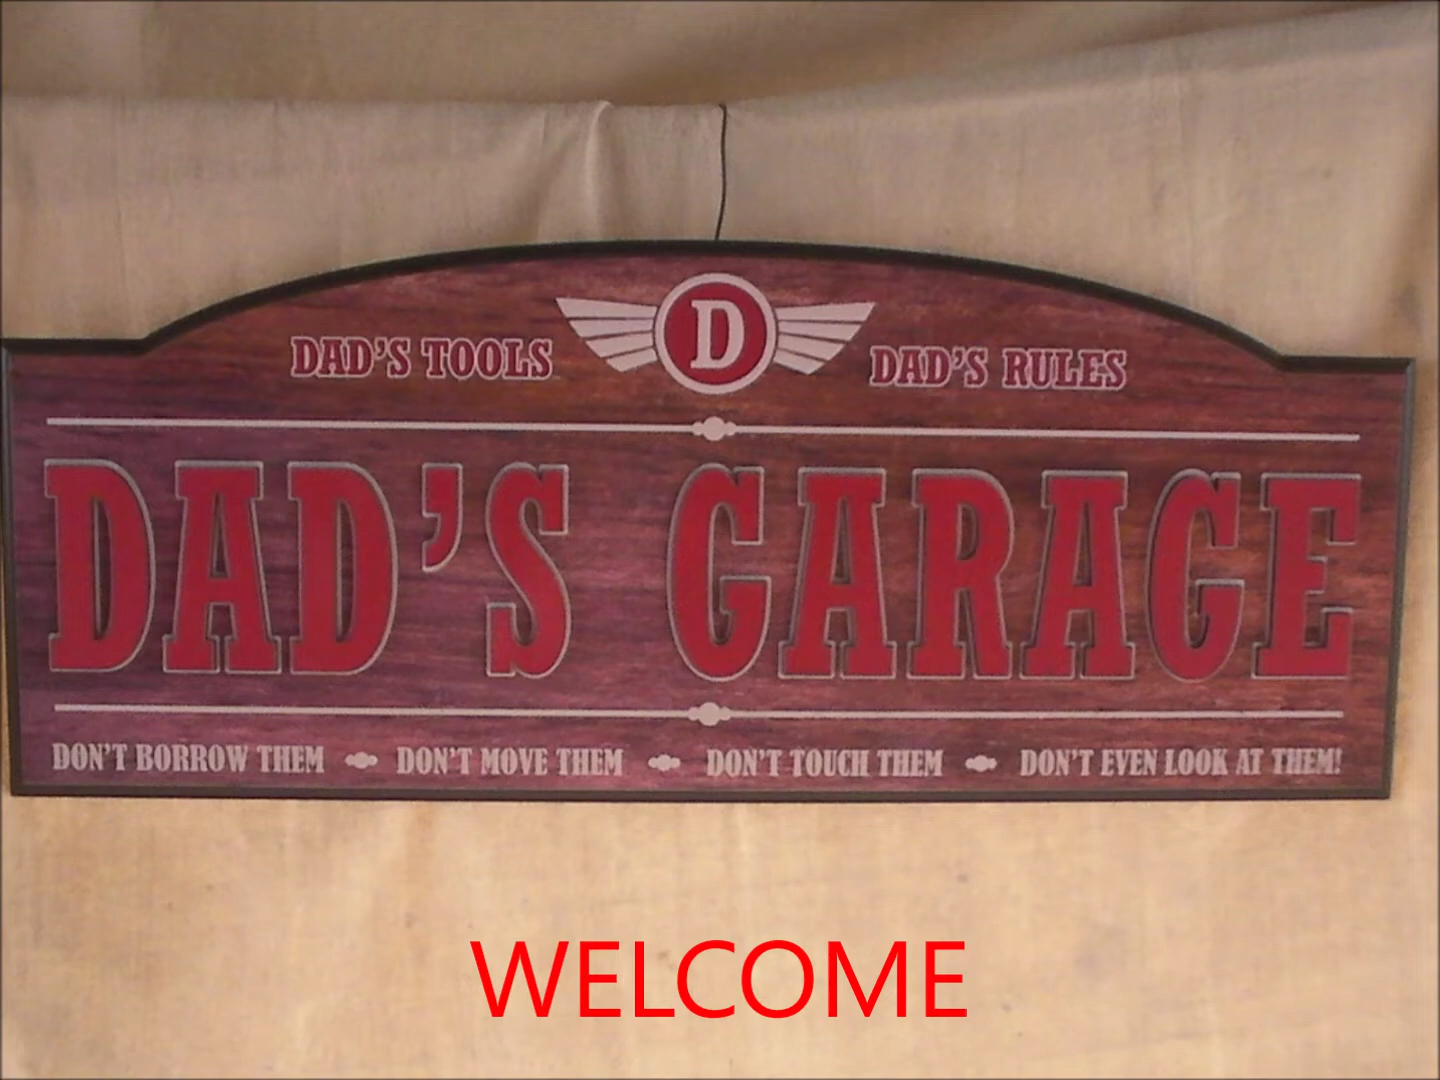 D
DAD'S TOOLS DAD'S RULES
DAD'S GARAGE
DON'T BORROW THEM DON'T MOVE THEM DON'T TOUCH THEM DON'T EVEN LOOK AT THEM!
WELCOME